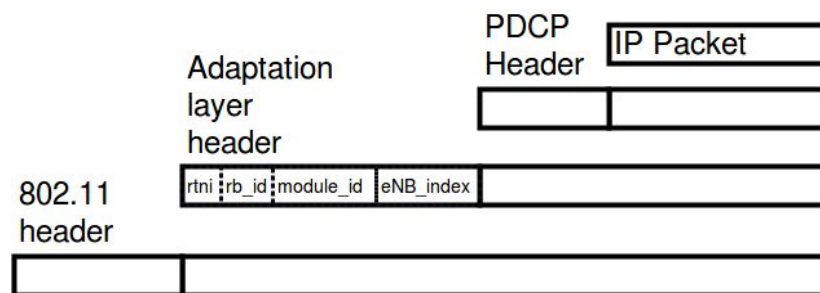 PDCP
Header
IP Packet
Adaptation
layer
header
rtni rb_id module_id eNB_index
802.11
header